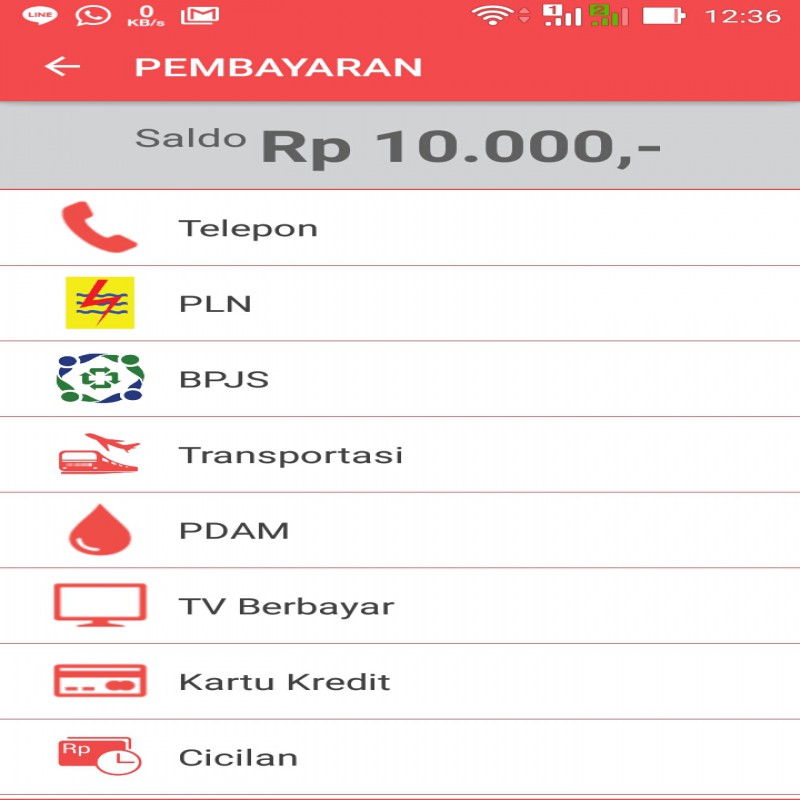 LINE 0 KB/s 1 2 12:36
PEMBAYARAN
Saldo Rp 10.000,-
Telepon
PLN
BPJS
Transportasi
PDAM
TV Berbayar
Kartu Kredit
Rp
Cicilan